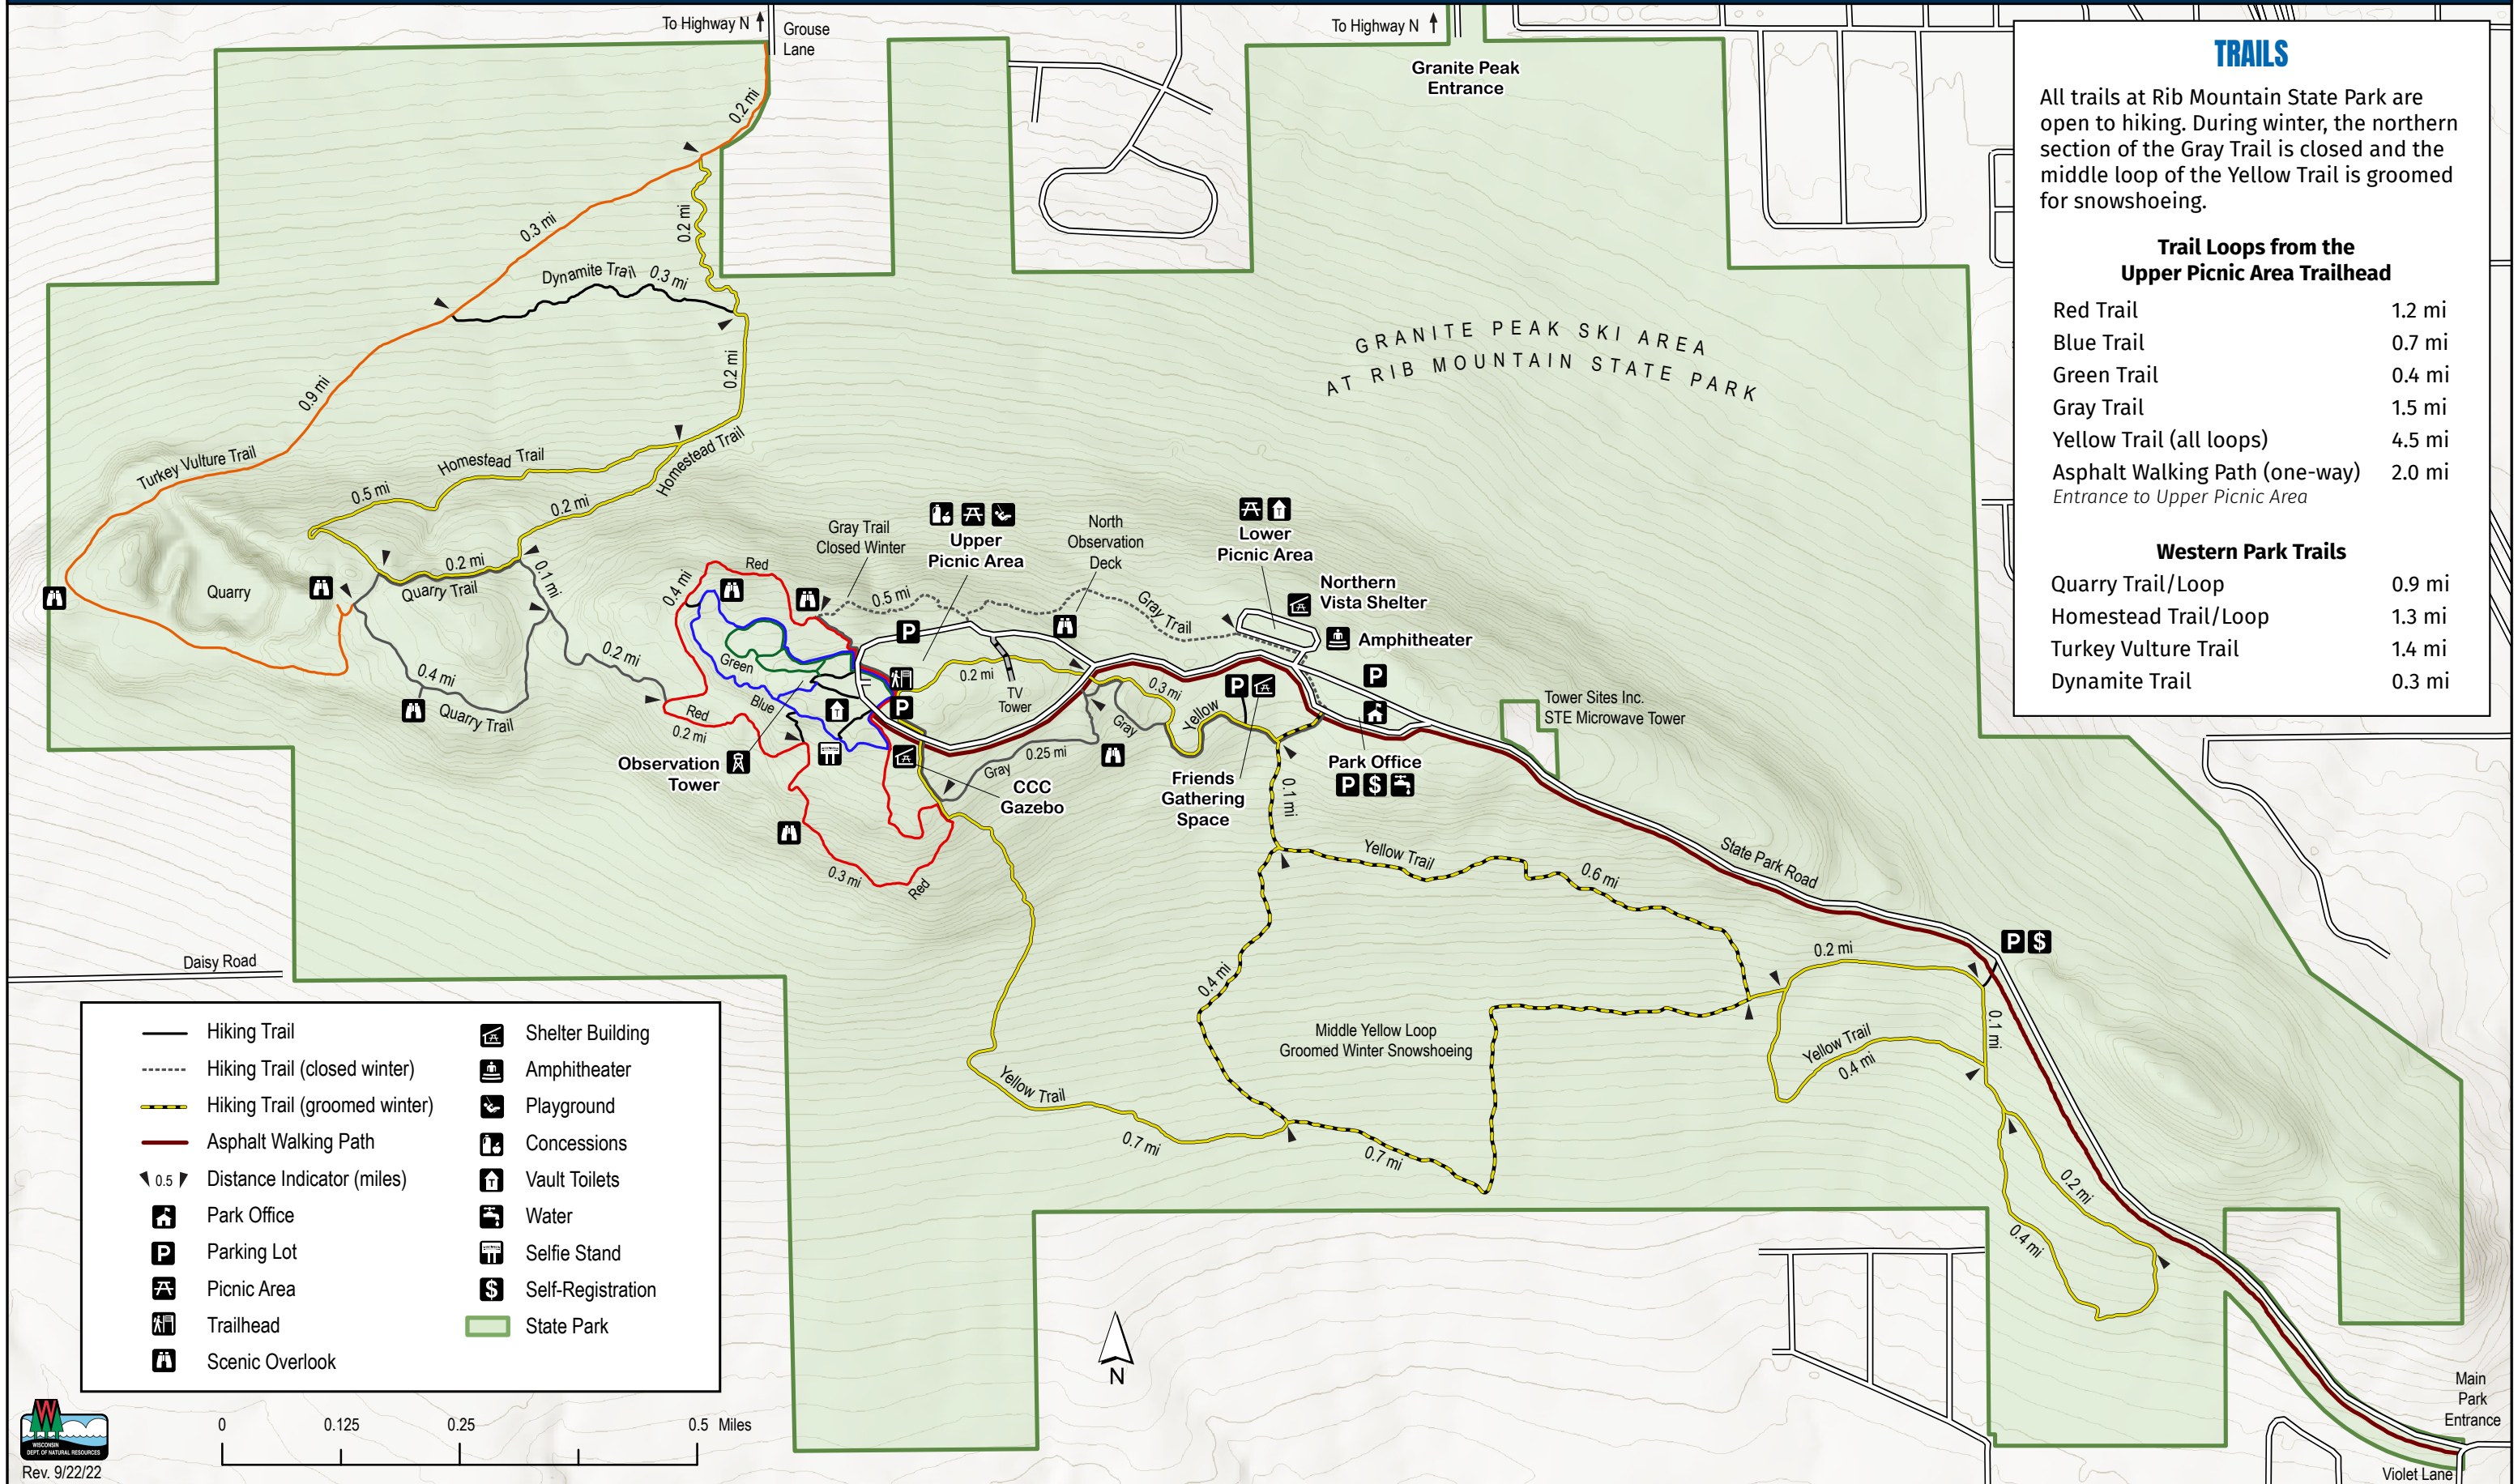 To Highway N
Grouse
Lane
To Highway N
Granite Peak
Entrance
0.2 mi
0.3 mi
0.2 mi
Dynamite Trail
0.3 mi
0.2 mi
0.9 mi
Turkey Vulture Trail
Homestead Trail
Homestead Trail
0.5 mi
0.2 mi
0.2 mi
Quarry Trail
0.1 mi
Quarry
0.4 mi
Quarry Trail
0.2 mi
GRANITE PEAK SKI AREA
AT RIB MOUNTAIN STATE PARK
Gray Trail
Closed Winter
Upper
Picnic Area
North
Observation
Deck
Lower
Picnic Area
Northern
Vista Shelter
Amphitheater
Red
0.4 mi
0.5 mi
Gray Trail
Green
Blue
Red
0.2 mi
0.2 mi
TV
Tower
0.3 mi
Yellow
Gray
Gray
0.25 mi
Observation
Tower
CCC
Gazebo
Friends
Gathering
Space
Park Office
P $
Tower Sites Inc.
STE Microwave Tower
0.3 mi
Red
0.1 mi
Yellow Trail
0.6 mi
State Park Road
P $
0.2 mi
0.4 mi
Middle Yellow Loop
Groomed Winter Snowshoeing
Yellow Trail
0.4 mi
0.1 mi
Yellow Trail
0.7 mi
0.7 mi
0.2 mi
0.4 mi
Daisy Road
Main
Park
Entrance
Violet Lane
N
TRAILS
All trails at Rib Mountain State Park are
open to hiking. During winter, the northern
section of the Gray Trail is closed and the
middle loop of the Yellow Trail is groomed
for snowshoeing.
Trail Loops from the
Upper Picnic Area Trailhead
Red Trail 1.2 mi
Blue Trail 0.7 mi
Green Trail 0.4 mi
Gray Trail 1.5 mi
Yellow Trail (all loops) 4.5 mi
Asphalt Walking Path (one-way) 2.0 mi
Entrance to Upper Picnic Area
Western Park Trails
Quarry Trail/Loop 0.9 mi
Homestead Trail/Loop 1.3 mi
Turkey Vulture Trail 1.4 mi
Dynamite Trail 0.3 mi
Hiking Trail
Hiking Trail (closed winter)
Hiking Trail (groomed winter)
Asphalt Walking Path
0.5 Distance Indicator (miles)
Park Office
P Parking Lot
Picnic Area
Trailhead
Scenic Overlook
Shelter Building
Amphitheater
Playground
Concessions
T Vault Toilets
Water
Selfie Stand
$ Self-Registration
State Park
0 0.125 0.25 0.5 Miles
W
WISCONSIN
DEPT. OF NATURAL RESOURCES
Rev. 9/22/22